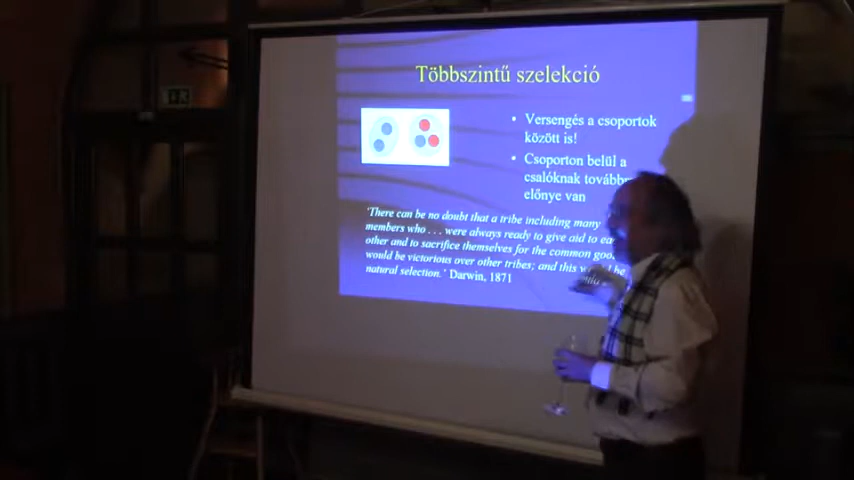 Többszintű szelekció
• Versengés a csoportok
között is!
• Csoporton belül a
csalóknak további
előnye van
'There can be no doubt that a tribe including many
members who . . . were always ready to give aid to
other and to sacrifice themselves for the common
would be victorious over other tribes; and this be
natural selection.' Darwin, 1871